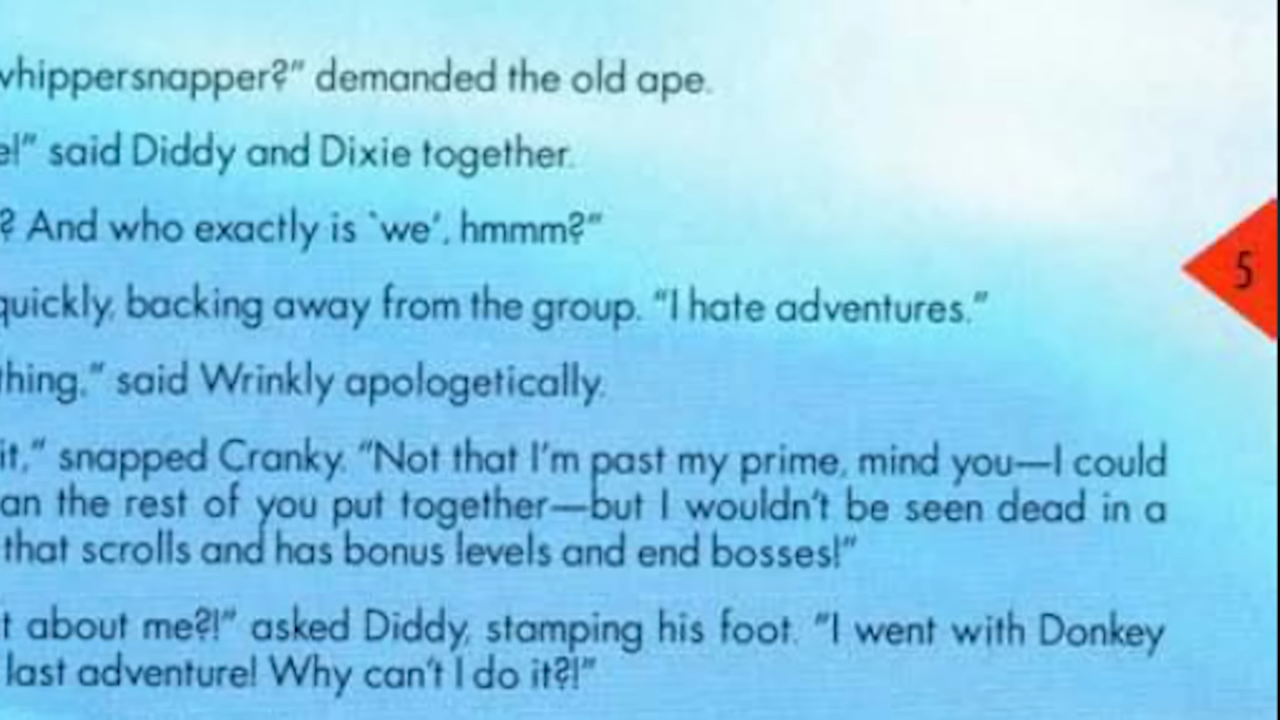 whippersnapper?" demanded the old ape.
e!" said Diddy and Dixie together.
? And who exactly is `we', hmmm?"
quickly, backing away from the group. "I hate adventures."
thing," said Wrinkly apologetically.
it," snapped Cranky. "Not that I'm past my prime, mind you—I could
an the rest of you put together—but I wouldn't be seen dead in a
that scrolls and has bonus levels and end bosses!"
t about me?!" asked Diddy, stamping his foot. "I went with Donkey
last adventure! Why can't I do it?!"
5